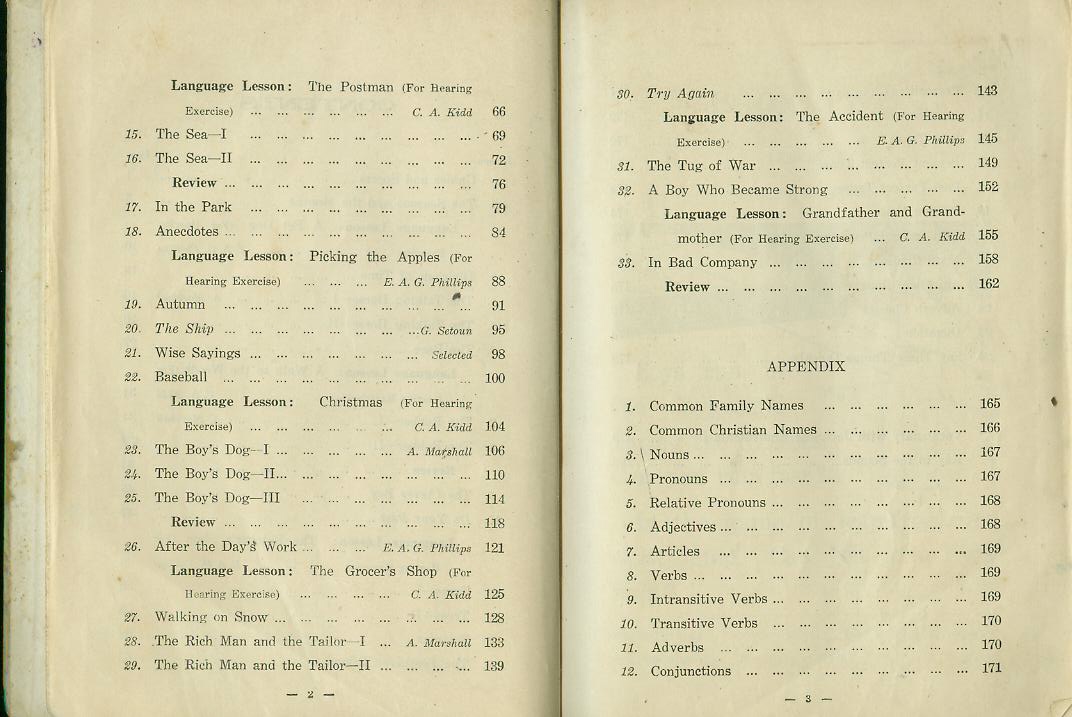 Language Lesson: The Postman (For Hearing
Exercise) ... ... ... ... ... ... C. A. Kidd 66
15. The Sea—I ... ... ... ... ... ... ... ... ... 69
16. The Sea—II ... ... ... ... ... ... ... ... ... 72
Review ... ... ... ... ... ... ... ... ... ... 76
17. In the Park ... ... ... ... ... ... ... ... ... 79
18. Anecdotes ... ... ... ... ... ... ... ... ... ... 84
Language Lesson: Picking the Apples (For
Hearing Exercise) ... ... ... E. A. G. Phillips 88
19. Autumn ... ... ... ... ... ... ... ... ... ... 91
20. The Ship ... ... ... ... ... ... ... ... ...G. Setoun 95
21. Wise Sayings ... ... ... ... ... ... ... Selected 98
22. Baseball ... ... ... ... ... ... ... ... ... ... 100
Language Lesson: Christmas (For Hearing
Exercise) ... ... ... ... ... ... C. A. Kidd 104
23. The Boy's Dog—I ... ... ... ... ... A. Marshall 106
24. The Boy's Dog—II... ... ... ... ... ... ... ... 110
25. The Boy's Dog—III ... ... ... ... ... ... ... 114
Review ... ... ... ... ... ... ... ... ... ... 118
26. After the Day's Work ... ... ... E. A. G. Phillips 121
Language Lesson: The Grocer's Shop (For
Hearing Exercise) ... ... ... ... C. A. Kidd 125
27. Walking on Snow ... ... ... ... ... ... ... ... 128
28. The Rich Man and the Tailor—I ... A. Marshall 133
29. The Rich Man and the Tailor—II ... ... ... ... 139
— 2 —
30. Try Again ... ... ... ... ... ... ... ... ... 143
Language Lesson: The Accident (For Hearing
Exercise) ... ... ... ... ... E. A. G. Phillips 145
31. The Tug of War ... ... ... ... ... ... ... ... 149
32. A Boy Who Became Strong ... ... ... ... ... 152
Language Lesson: Grandfather and Grand-
mother (For Hearing Exercise) ... C. A. Kidd 155
33. In Bad Company ... ... ... ... ... ... ... ... 158
Review ... ... ... ... ... ... ... ... ... ... 162
APPENDIX
1. Common Family Names ... ... ... ... ... ... 165
2. Common Christian Names ... ... ... ... ... ... 166
3. Nouns ... ... ... ... ... ... ... ... ... ... ... 167
4. Pronouns ... ... ... ... ... ... ... ... ... ... 167
5. Relative Pronouns ... ... ... ... ... ... ... ... 168
6. Adjectives ... ... ... ... ... ... ... ... ... ... 168
7. Articles ... ... ... ... ... ... ... ... ... ... 169
8. Verbs ... ... ... ... ... ... ... ... ... ... ... 169
9. Intransitive Verbs ... ... ... ... ... ... ... ... 169
10. Transitive Verbs ... ... ... ... ... ... ... ... 170
11. Adverbs ... ... ... ... ... ... ... ... ... ... 170
12. Conjunctions ... ... ... ... ... ... ... ... ... 171
— 3 —